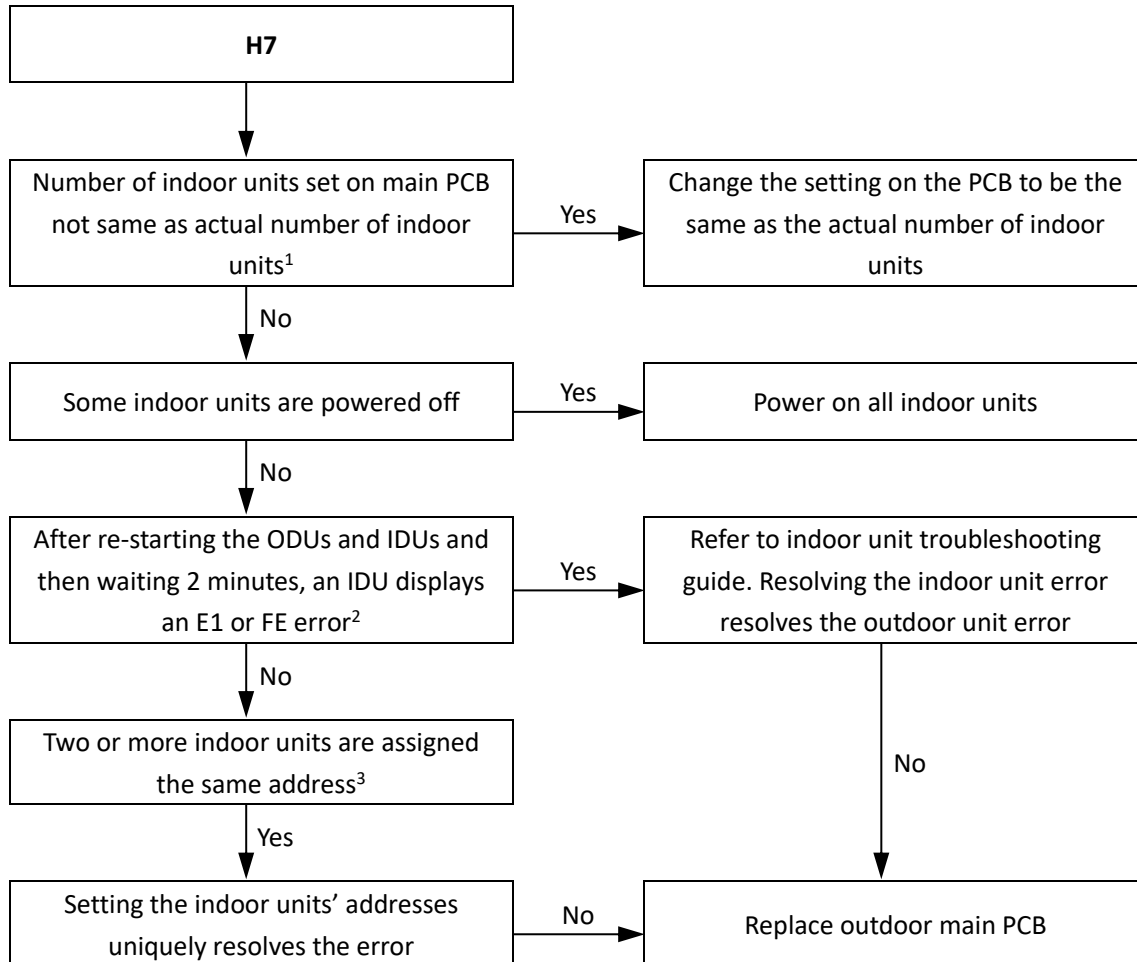 H7
Number of indoor units set on main PCB
not same as actual number of indoor
units¹
Yes
Change the setting on the PCB to be the
same as the actual number of indoor
units
No
Some indoor units are powered off
Yes
Power on all indoor units
No
After re-starting the ODUs and IDUs and
then waiting 2 minutes, an IDU displays
an E1 or FE error²
Yes
Refer to indoor unit troubleshooting
guide. Resolving the indoor unit error
resolves the outdoor unit error
No
Two or more indoor units are assigned
the same address³
No
Yes
Setting the indoor units’ addresses
uniquely resolves the error
No
Replace outdoor main PCB